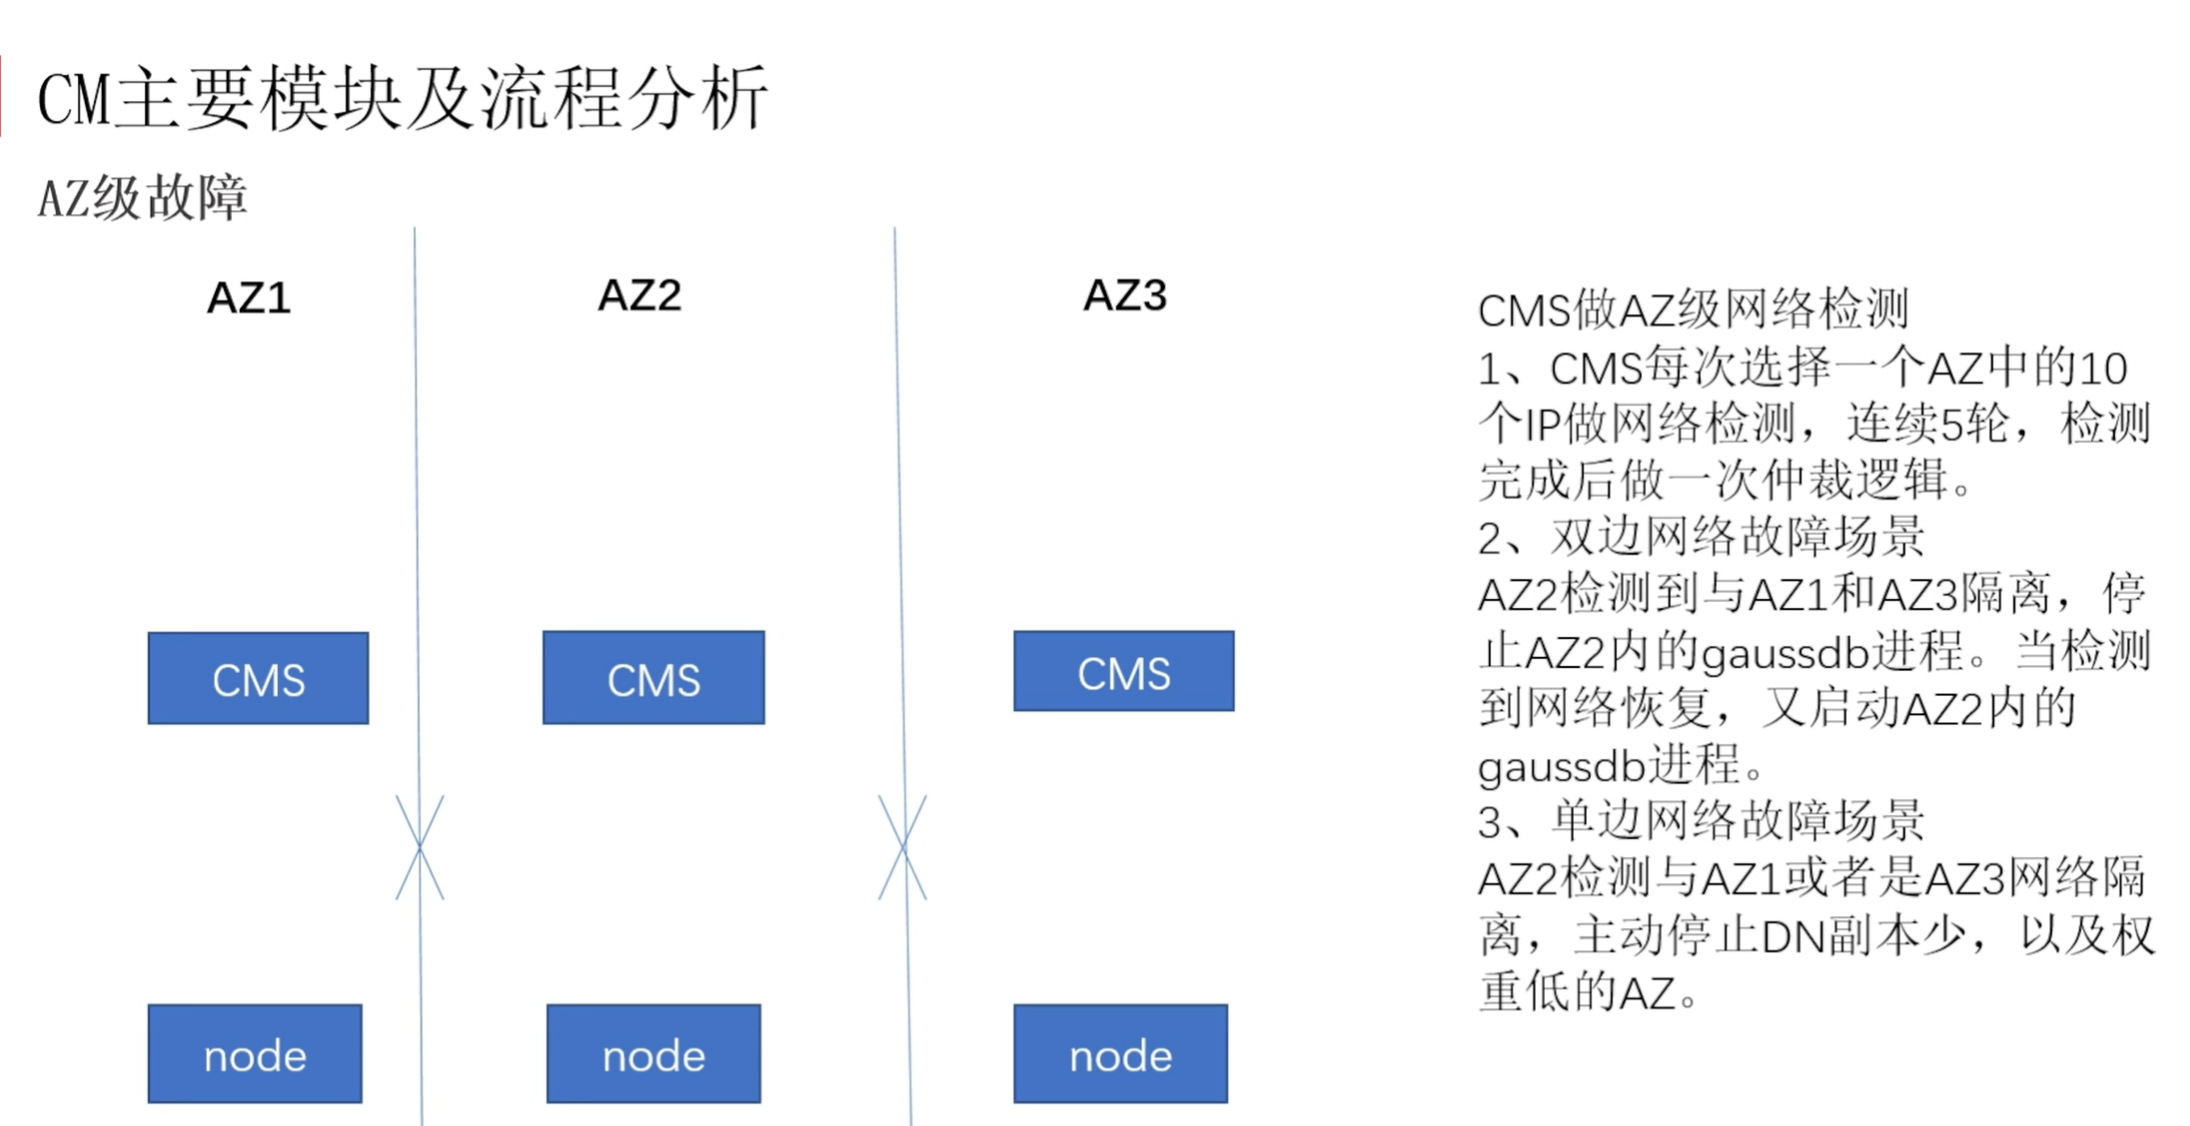 CM主要模块及流程分析
AZ级故障
AZ1
AZ2
AZ3
CMS
CMS
CMS
node
node
node
CMS做AZ级网络检测
1、CMS每次选择一个AZ中的10
个IP做网络检测，连续5轮，检测
完成后做一次仲裁逻辑。
2、双边网络故障场景
AZ2检测到与AZ1和AZ3隔离，停
止AZ2内的gaussdb进程。当检测
到网络恢复，又启动AZ2内的
gaussdb进程。
3、单边网络故障场景
AZ2检测与AZ1或者是AZ3网络隔
离，主动停止DN副本少，以及权
重低的AZ。